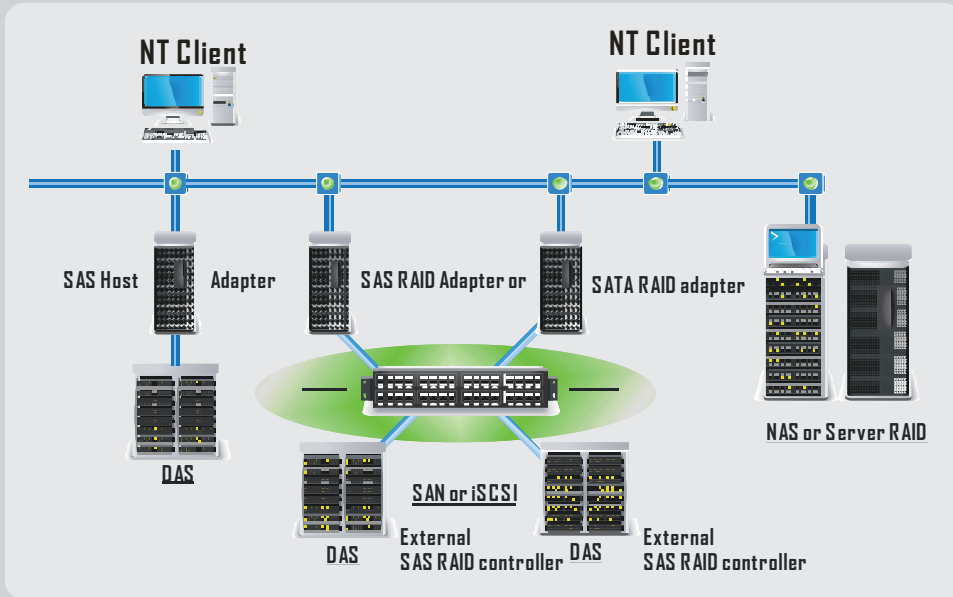 NT Client
NT Client
SAS Host
Adapter
SAS RAID Adapter or
SATA RAID adapter
NAS or Server RAID
DAS
SAN or iSCSI
DAS
External
SAS RAID controller
DAS
External
SAS RAID controller